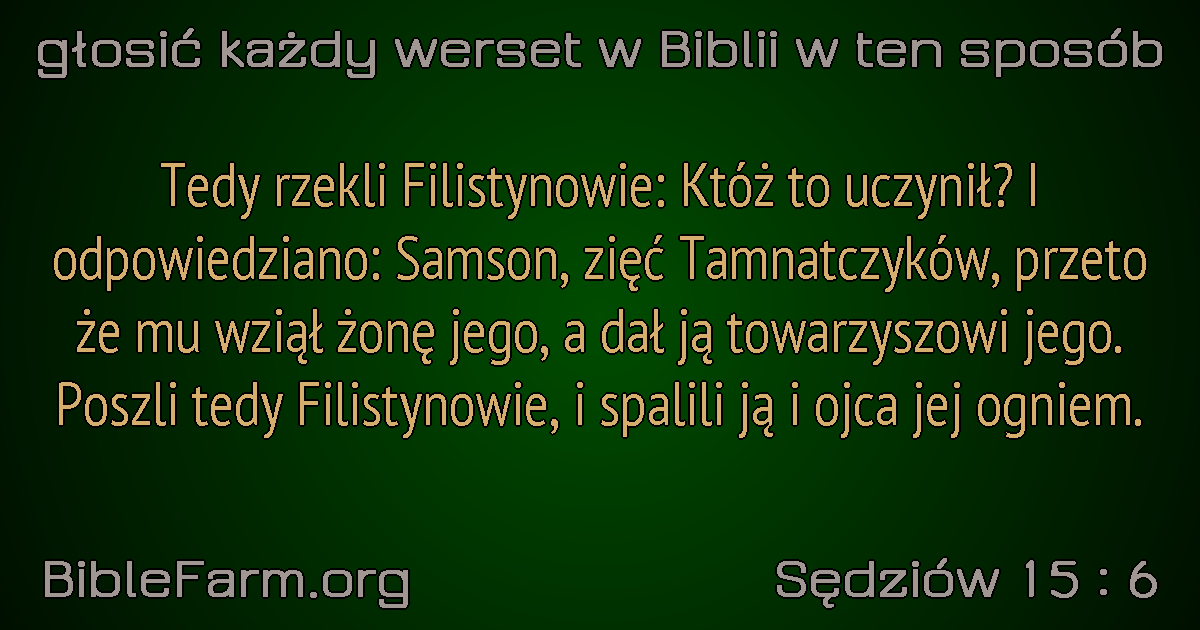 głosić każdy werset w Biblii w ten sposób
Tedy rzekli Filistynowie: Któż to uczynił? I
odpowiedziano: Samson, zięć Tamnatczyków, przeto
że mu wziął żonę jego, a dał ją towarzyszowi jego.
Poszli tedy Filistynowie, i spalili ją i ojca jej ogniem.
BibleFarm.org
Sędziów 15 : 6